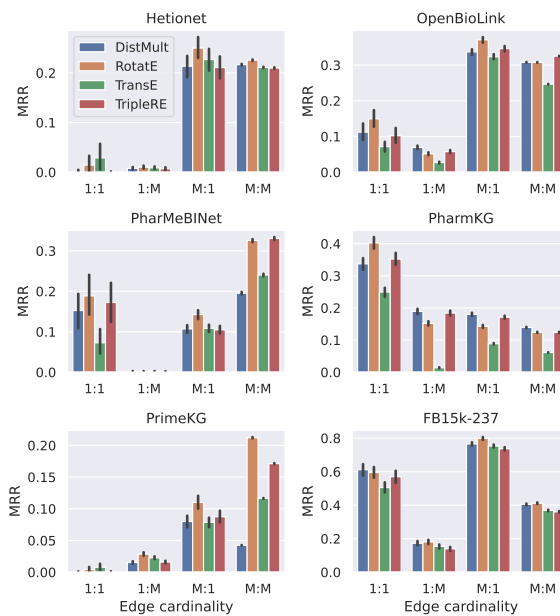 Hetionet
OpenBioLink
MRR
0.2
0.1
0.0
DistMult
RotatE
TransE
TripleRE
1:1
1:M
M:1
M:M
MRR
0.3
0.2
0.1
0.0
1:1
1:M
M:1
M:M
PharMeBINet
PharmKG
MRR
0.3
0.2
0.1
0.0
1:1
1:M
M:1
M:M
MRR
0.4
0.3
0.2
0.1
0.0
1:1
1:M
M:1
M:M
PrimeKG
FB15k-237
MRR
0.20
0.15
0.10
0.05
0.00
1:1
1:M
M:1
M:M
Edge cardinality
MRR
0.8
0.6
0.4
0.2
0.0
1:1
1:M
M:1
M:M
Edge cardinality